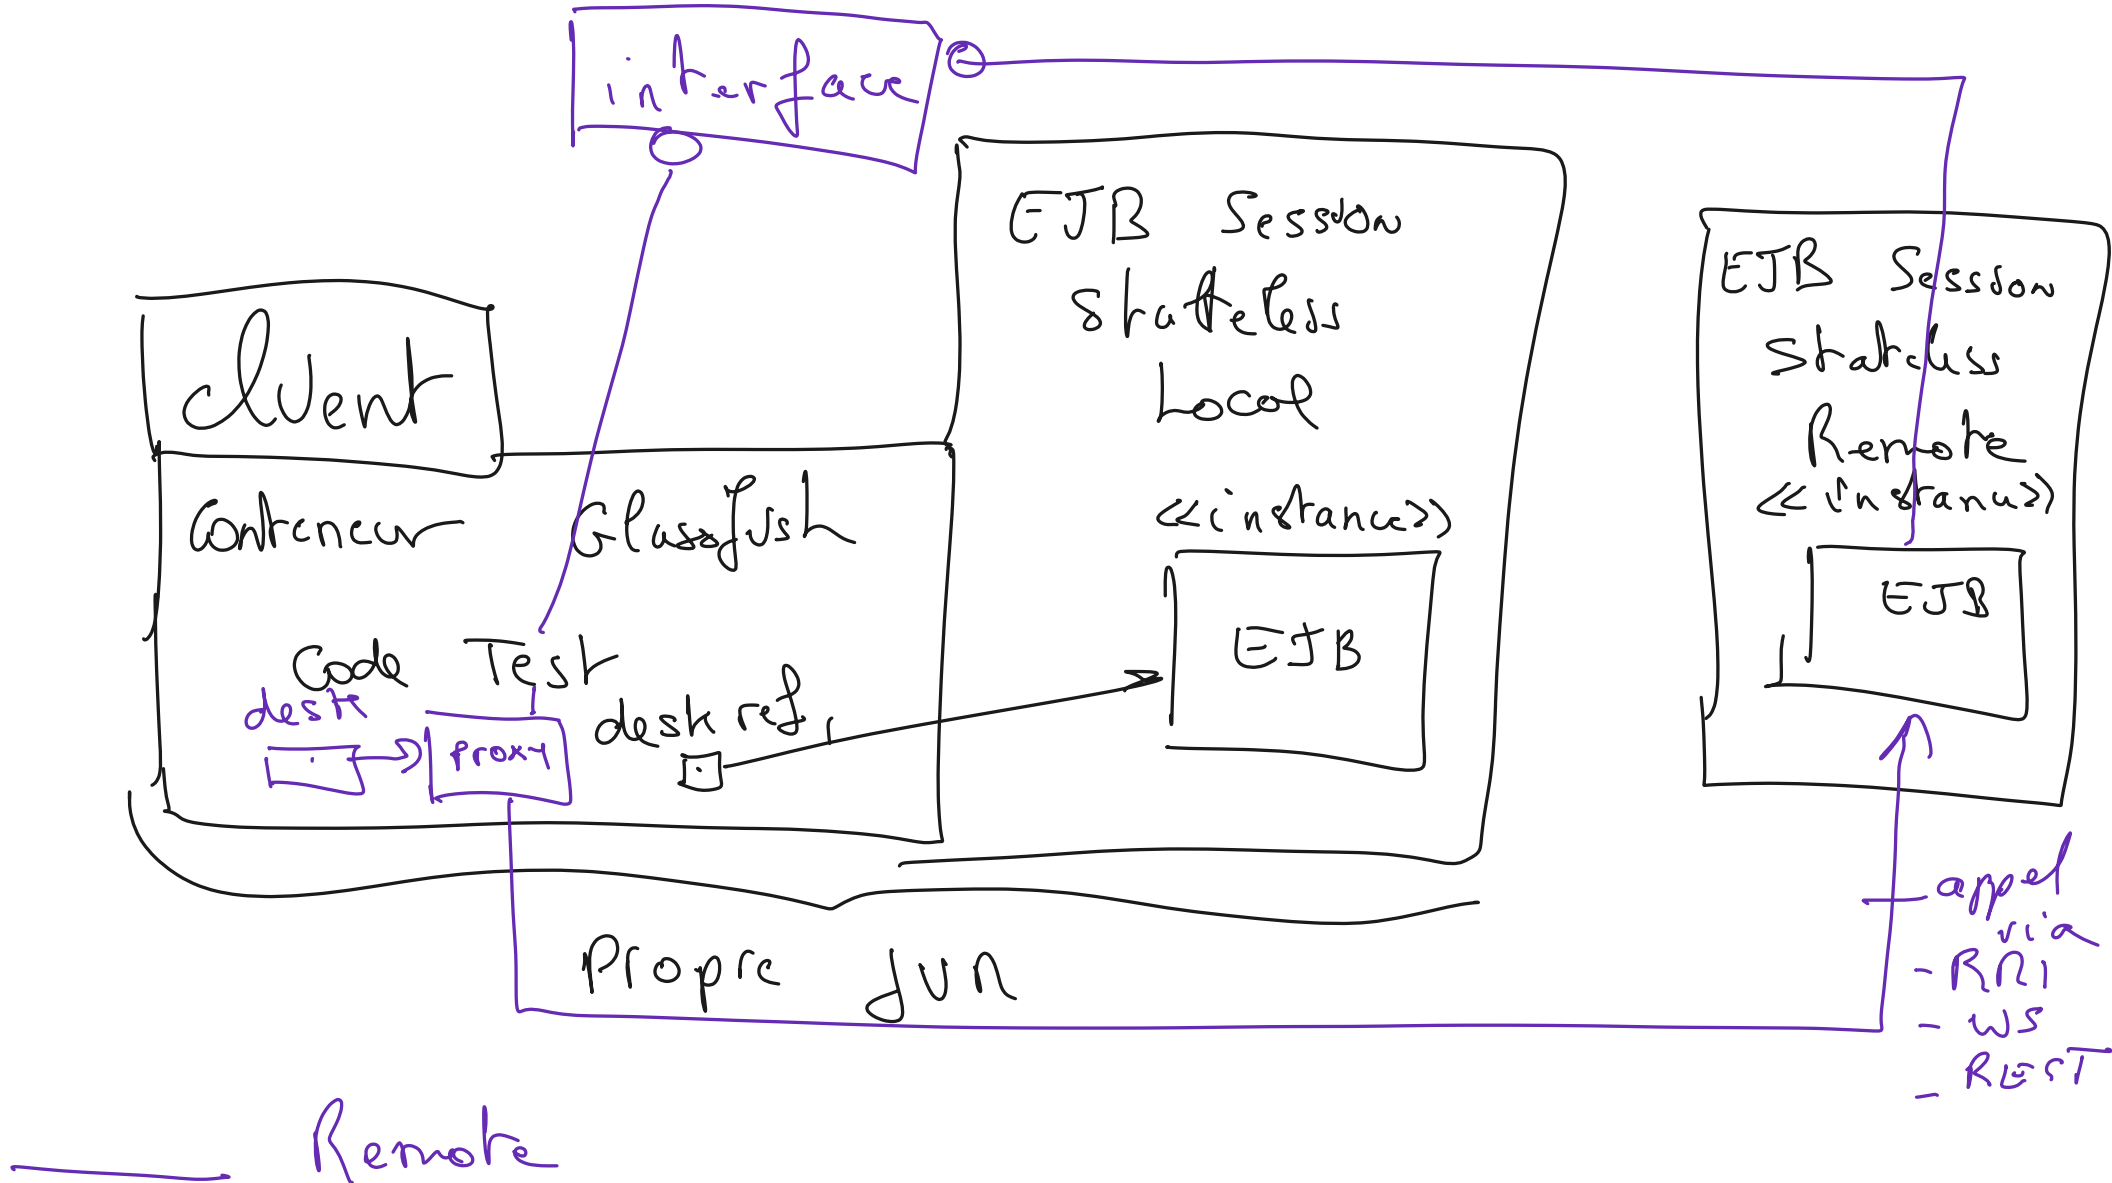 interface
EJB Session
Stateless
Local
<<instance>>
EJB
EJB Session
Stateless
Remote
<<instance>>
EJB
client
Conteneur Glassfish
Code Test
desk
proxy
desk ref
Propre JVM
appel
via
- RMI
- WS
- REST
Remote